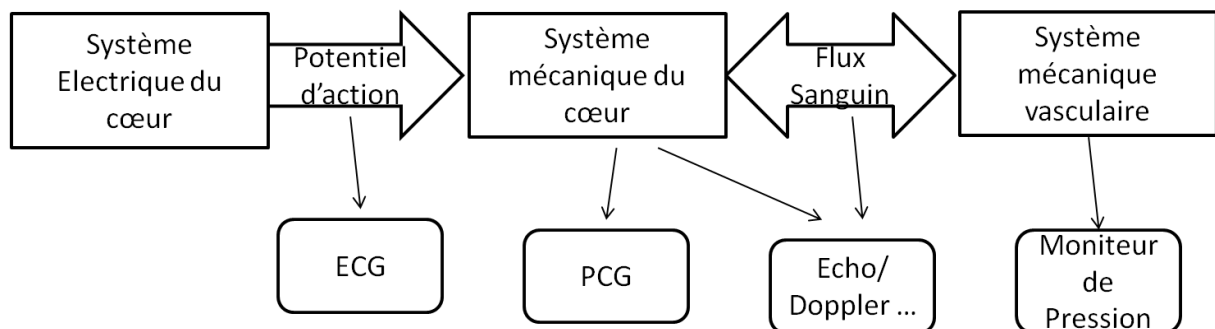 Système
Electrique du
cœur
Potentiel
d’action
Système
mécanique du
cœur
Flux
Sanguin
Système
mécanique
vasculaire
ECG
PCG
Echo/
Doppler ...
Moniteur
de
Pression